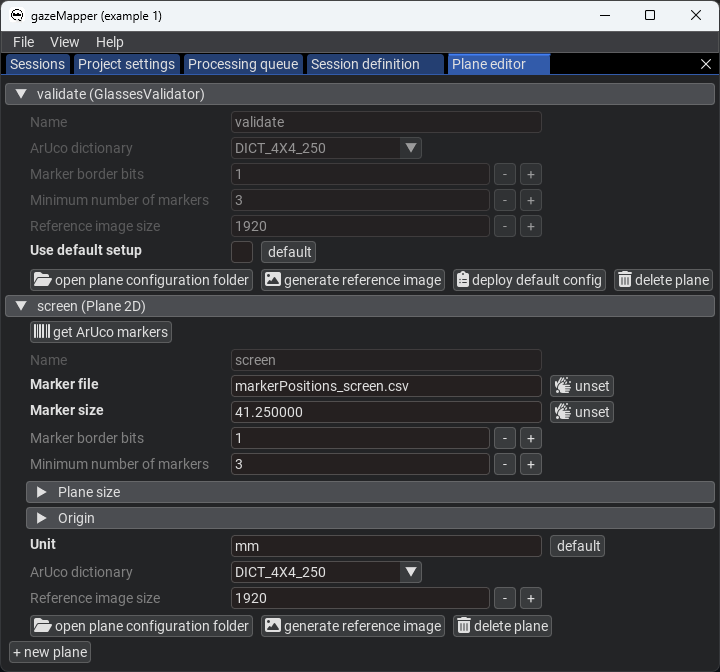 gazeMapper (example 1)
File View Help
Sessions Project settings Processing queue Session definition Plane editor
validate (GlassesValidator)
Name validate
ArUco dictionary DICT_4X4_250
Marker border bits 1 - +
Minimum number of markers 3 - +
Reference image size 1920 - +
Use default setup default
open plane configuration folder generate reference image deploy default config delete plane
screen (Plane 2D)
get ArUco markers
Name screen
Marker file markerPositions_screen.csv unset
Marker size 41.250000 unset
Marker border bits 1 - +
Minimum number of markers 3 - +
Plane size
Origin
Unit mm default
ArUco dictionary DICT_4X4_250
Reference image size 1920 - +
open plane configuration folder generate reference image delete plane
+ new plane